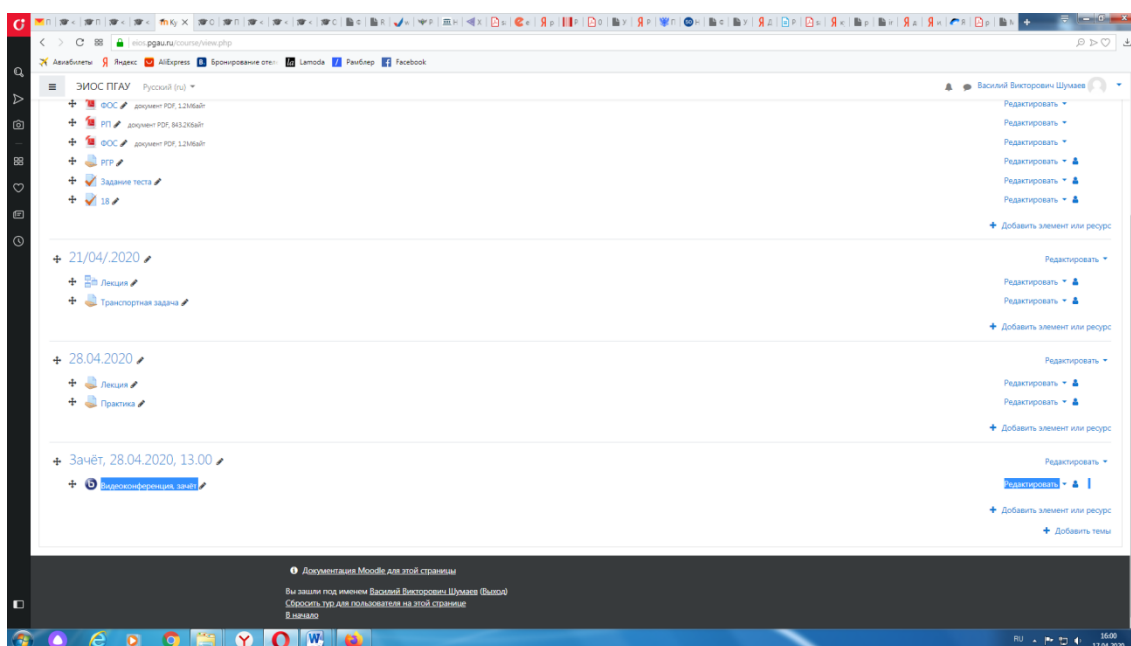 eios.pgau.ru/course/view.php
Авиабилеты Яндекс AliExpress Бронирование отел Lamoda Рамблер Facebook
ЭИОС ПГАУ Русский (ru) Василий Викторович Шумаев
ФОС документ PDF, 1.2Мбайт Редактировать
РП документ PDF, 843.2Кбайт Редактировать
ФОС документ PDF, 1.2Мбайт Редактировать
РГР Редактировать
Задание теста Редактировать
18 Редактировать
+ Добавить элемент или ресурс
21/04/.2020 Редактировать
Лекция Редактировать
Транспортная задача Редактировать
+ Добавить элемент или ресурс
28.04.2020 Редактировать
Лекция Редактировать
Практика Редактировать
+ Добавить элемент или ресурс
Зачёт, 28.04.2020, 13.00 Редактировать
Видеоконференция, зачёт Редактировать
+ Добавить элемент или ресурс
+ Добавить темы
Документация Moodle для этой страницы
Вы зашли под именем Василий Викторович Шумаев (Выход)
Сбросить тур для пользователя на этой странице
В начало
RU 16:00
17.04.2020